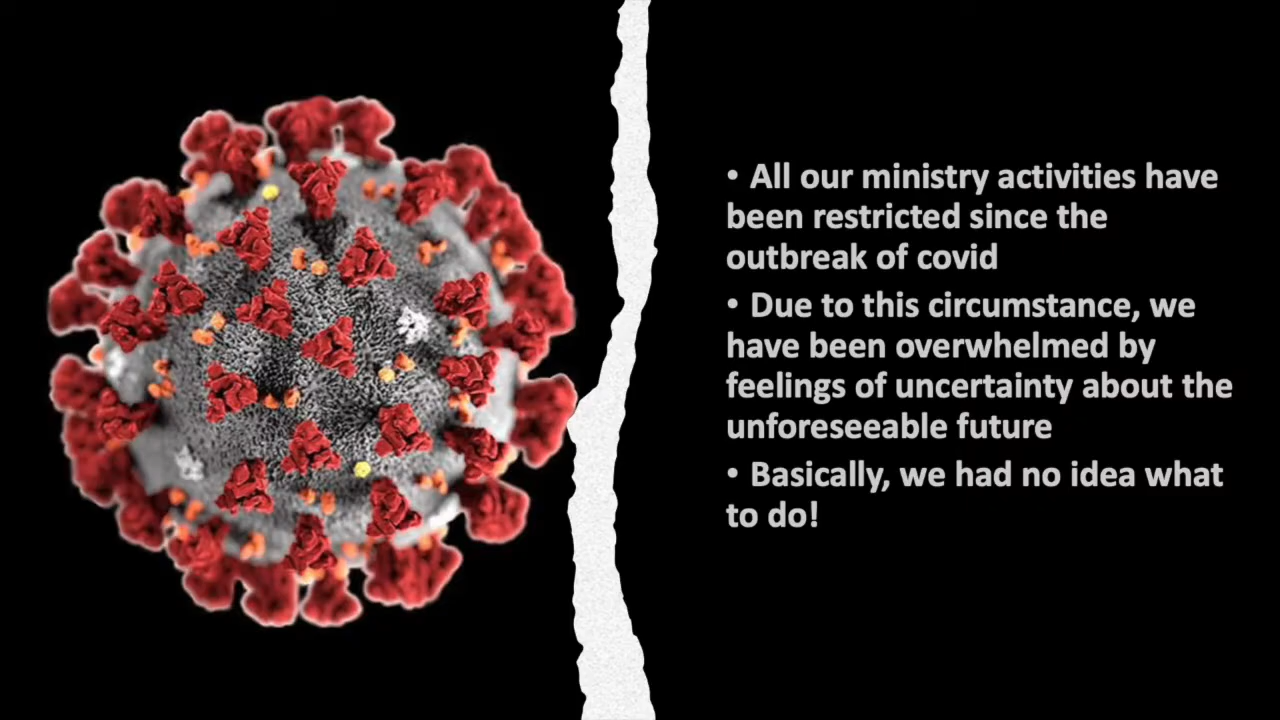 • All our ministry activities have
been restricted since the
outbreak of covid
• Due to this circumstance, we
have been overwhelmed by
feelings of uncertainty about the
unforeseeable future
• Basically, we had no idea what
to do!